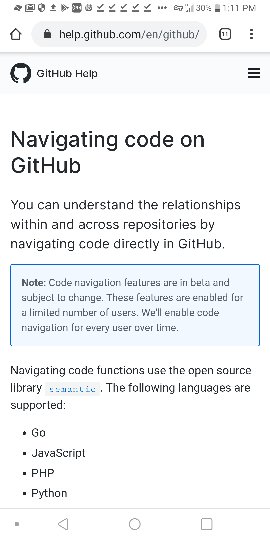 30% 1:11 PM
help.github.com/en/github/
GitHub Help
Navigating code on
GitHub
You can understand the relationships
within and across repositories by
navigating code directly in GitHub.
Note: Code navigation features are in beta and
subject to change. These features are enabled for
a limited number of users. We'll enable code
navigation for every user over time.
Navigating code functions use the open source
library semantic. The following languages are
supported:
• Go
• JavaScript
• PHP
• Python